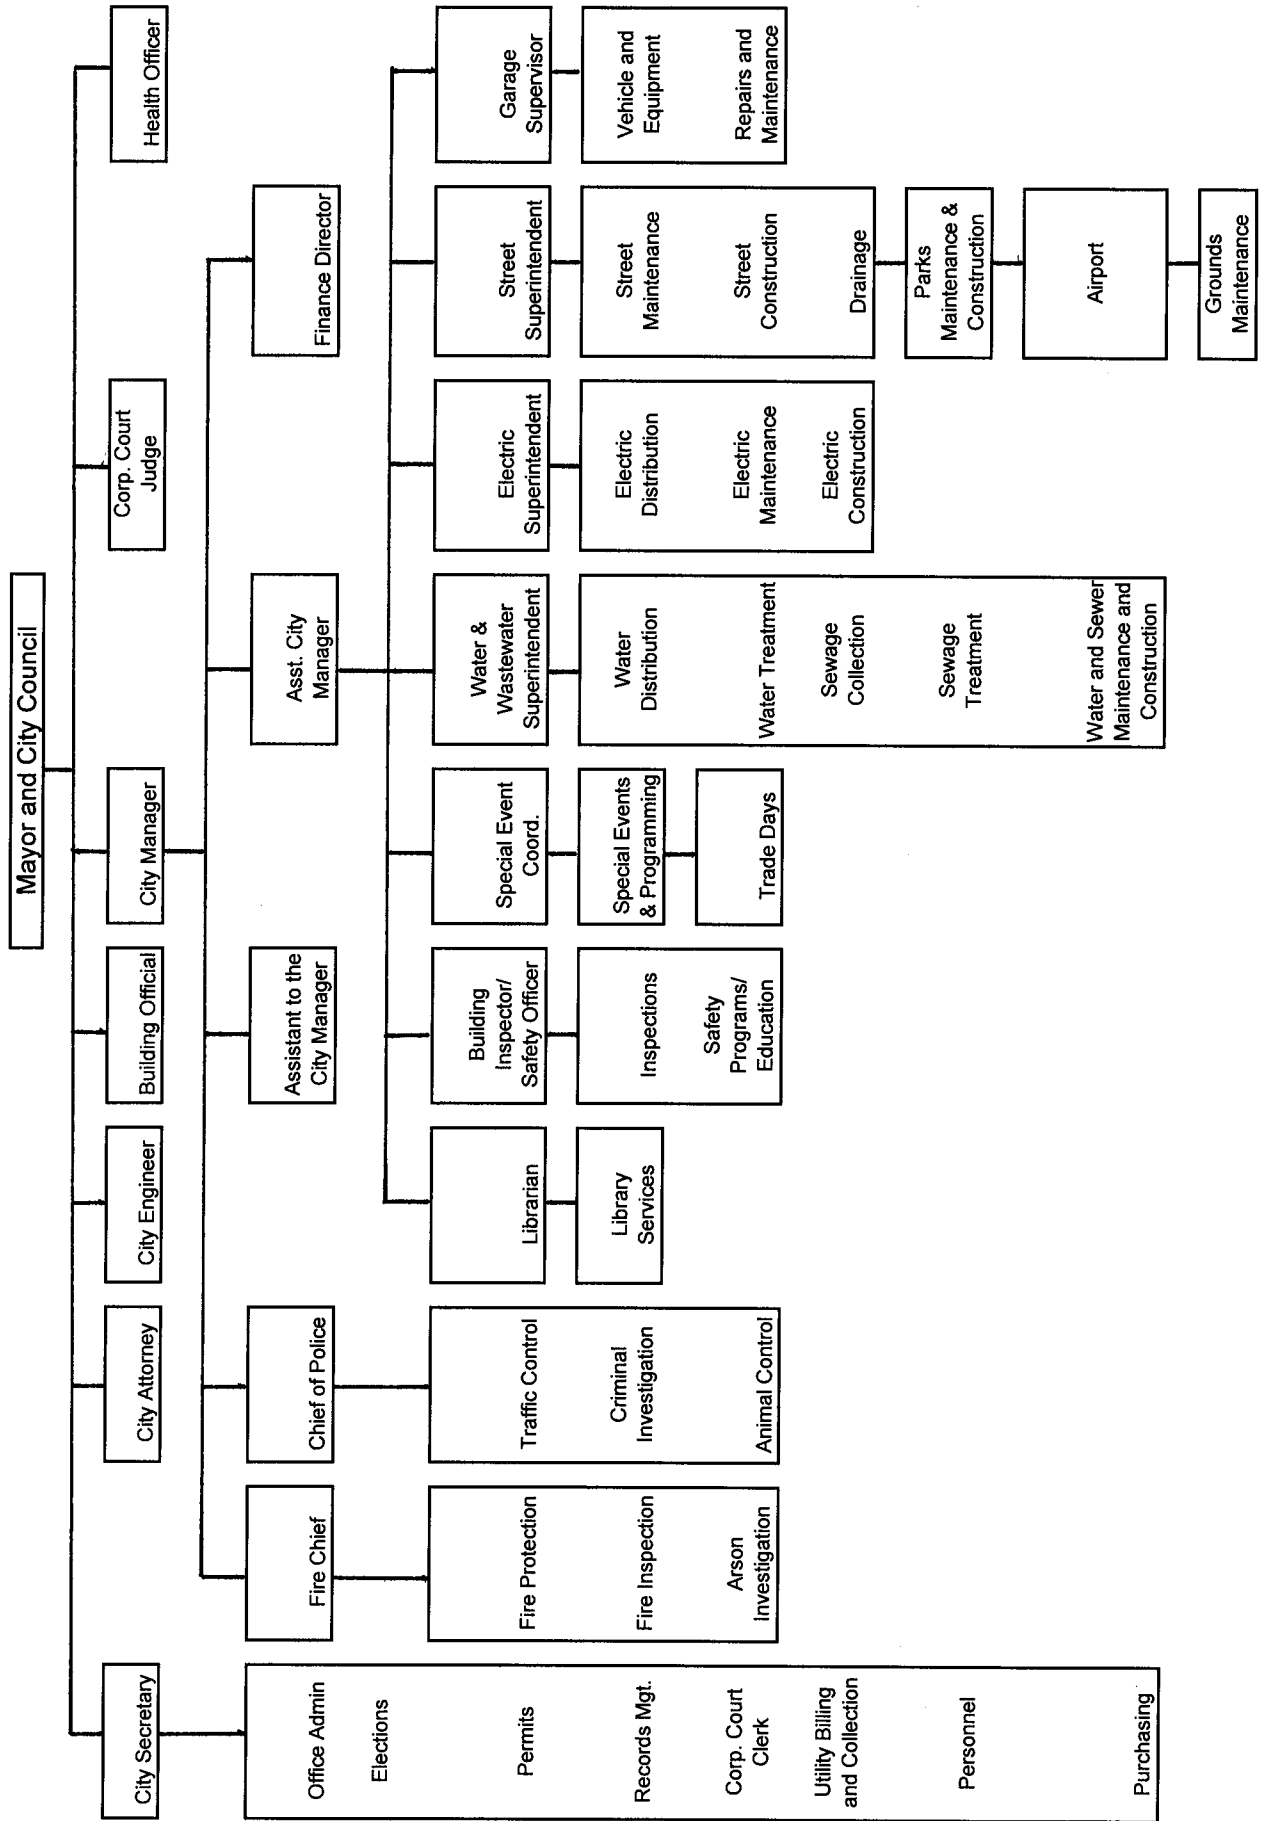 Mayor and City Council
City Secretary
City Attorney
City Engineer
Building Official
City Manager
Corp. Court
Judge
Health Officer
Fire Chief
Chief of Police
Assistant to the
City Manager
Asst. City
Manager
Finance Director
Office Admin
Elections
Permits
Records Mgt.
Corp. Court
Clerk
Utility Billing
and Collection
Personnel
Purchasing
Fire Protection
Fire Inspection
Arson
Investigation
Traffic Control
Criminal
Investigation
Animal Control
Librarian
Library
Services
Building
Inspector/
Safety Officer
Inspections
Safety
Programs/
Education
Special Event
Coord.
Special Events
& Programming
Trade Days
Water &
Wastewater
Superintendent
Water
Distribution
Water Treatment
Sewage
Collection
Sewage
Treatment
Water and Sewer
Maintenance and
Construction
Electric
Superintendent
Electric
Distribution
Electric
Maintenance
Electric
Construction
Street
Superintendent
Street
Maintenance
Street
Construction
Drainage
Parks
Maintenance &
Construction
Airport
Grounds
Maintenance
Garage
Supervisor
Vehicle and
Equipment
Repairs and
Maintenance